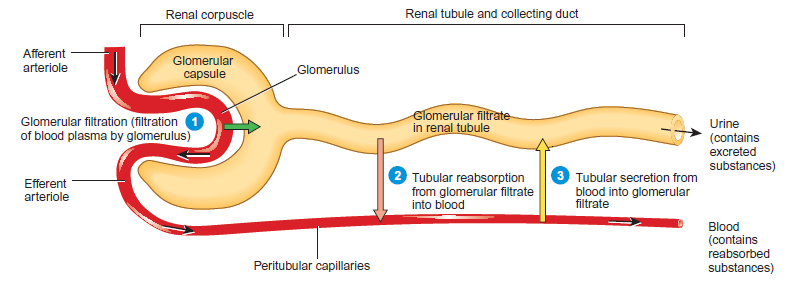 Renal corpuscle
Renal tubule and collecting duct
Afferent
arteriole
Glomerular
capsule
Glomerulus
Glomerular filtration (filtration
of blood plasma by glomerulus)
1
Glomerular filtrate
in renal tubule
Urine
(contains
excreted
substances)
Efferent
arteriole
2 Tubular reabsorption
from glomerular filtrate
into blood
3 Tubular secretion from
blood into glomerular
filtrate
Blood
(contains
reabsorbed
substances)
Peritubular capillaries